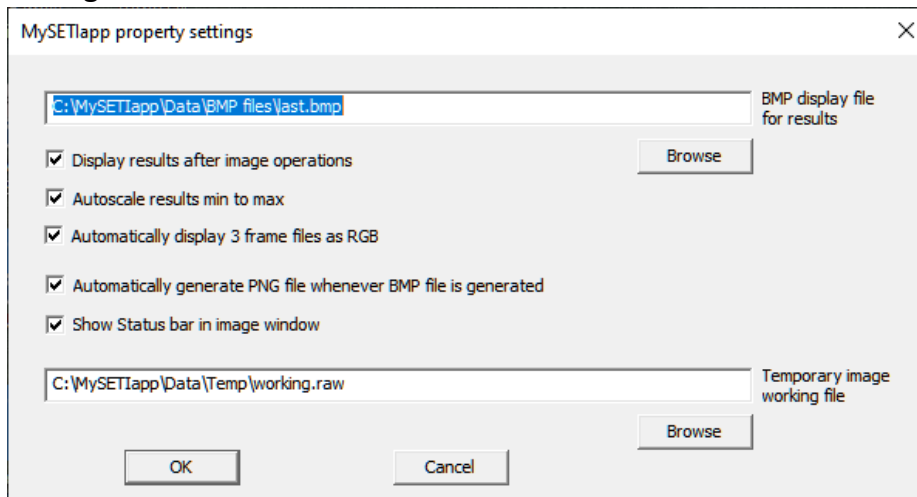 MySETIapp property settings
C:\MySETIapp\Data\BMP files\last.bmp
BMP display file
for results
Display results after image operations
Browse
Autoscale results min to max
Automatically display 3 frame files as RGB
Automatically generate PNG file whenever BMP file is generated
Show Status bar in image window
C:\MySETIapp\Data\Temp\working.raw
Temporary image
working file
Browse
OK
Cancel